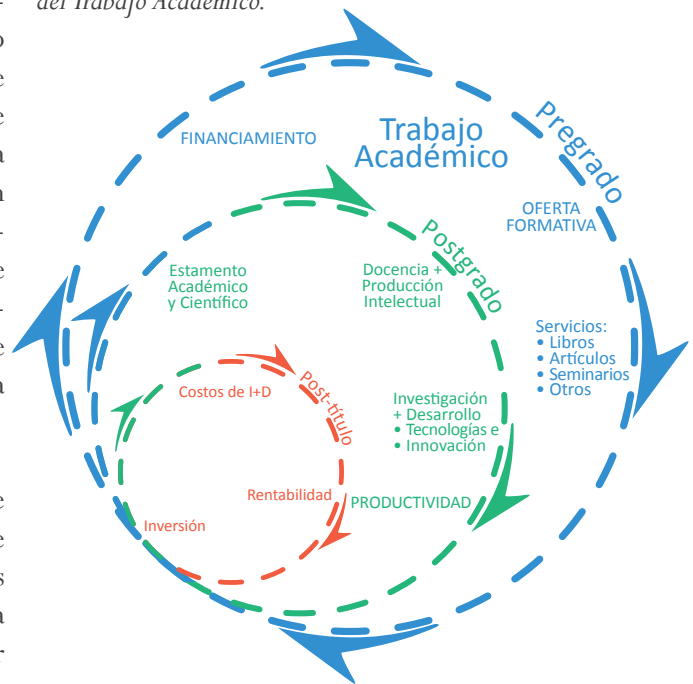 del Trabajo Académico.
FINANCIAMIENTO
Trabajo
Académico
Pregrado
OFERTA
FORMATIVA
Postgrado
Estamento
Académico
y Científico
Docencia +
Producción
Intelectual
Servicios:
• Libros
• Artículos
• Seminarios
• Otros
Costos de I+D
Post-título
Investigación
+ Desarrollo
• Tecnologías e
• Innovación
Rentabilidad
PRODUCTIVIDAD
Inversión